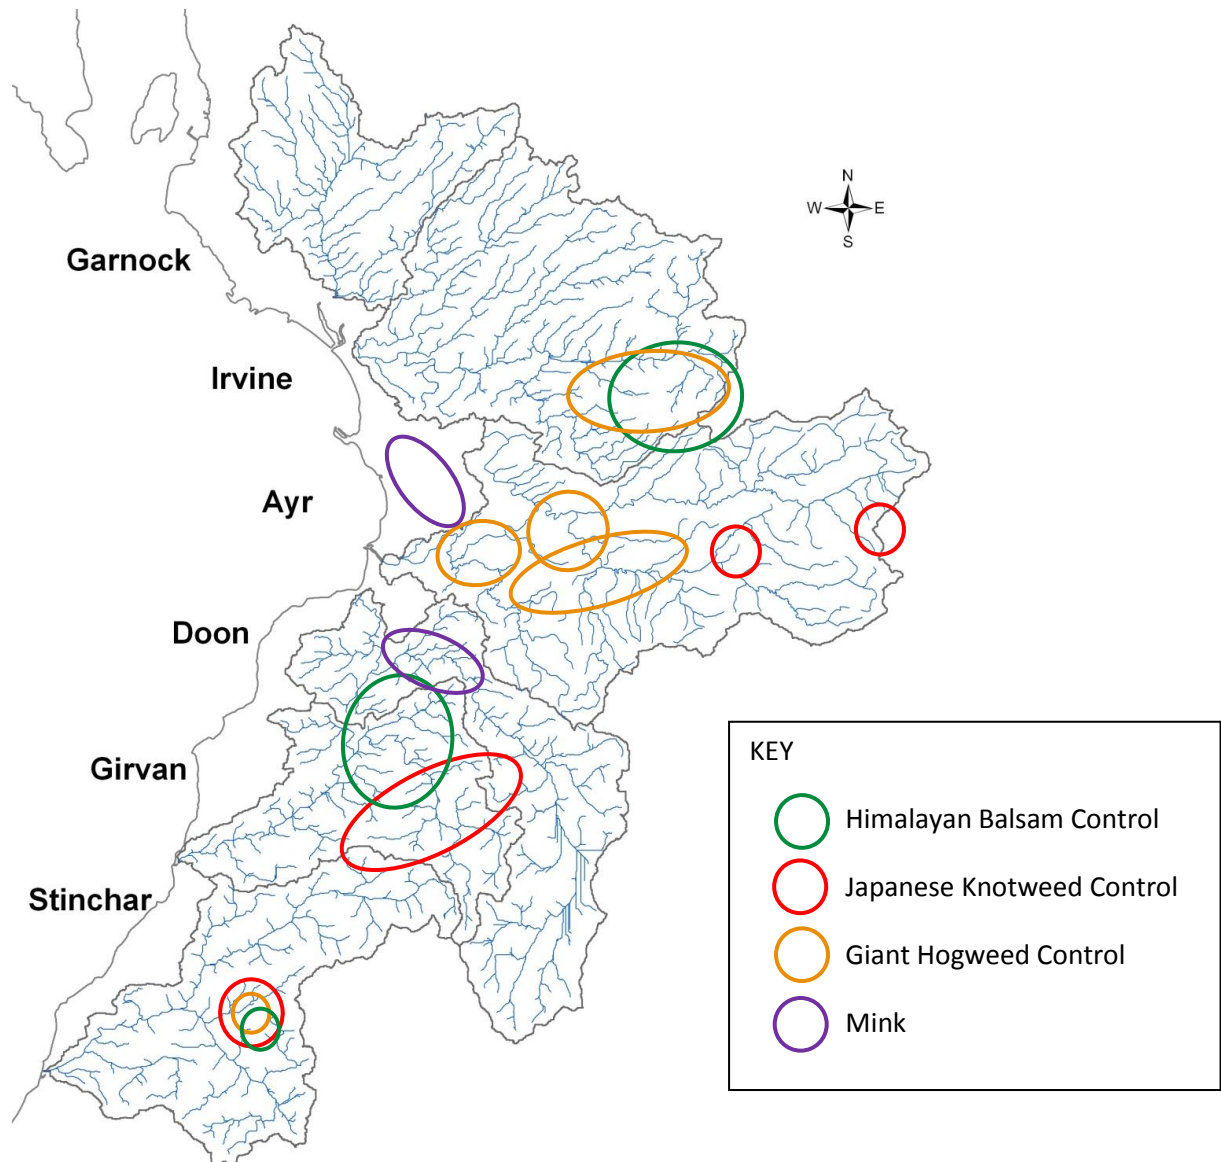 N
W E
S
Garnock
Irvine
Ayr
Doon
Girvan
Stinchar
KEY
Himalayan Balsam Control
Japanese Knotweed Control
Giant Hogweed Control
Mink